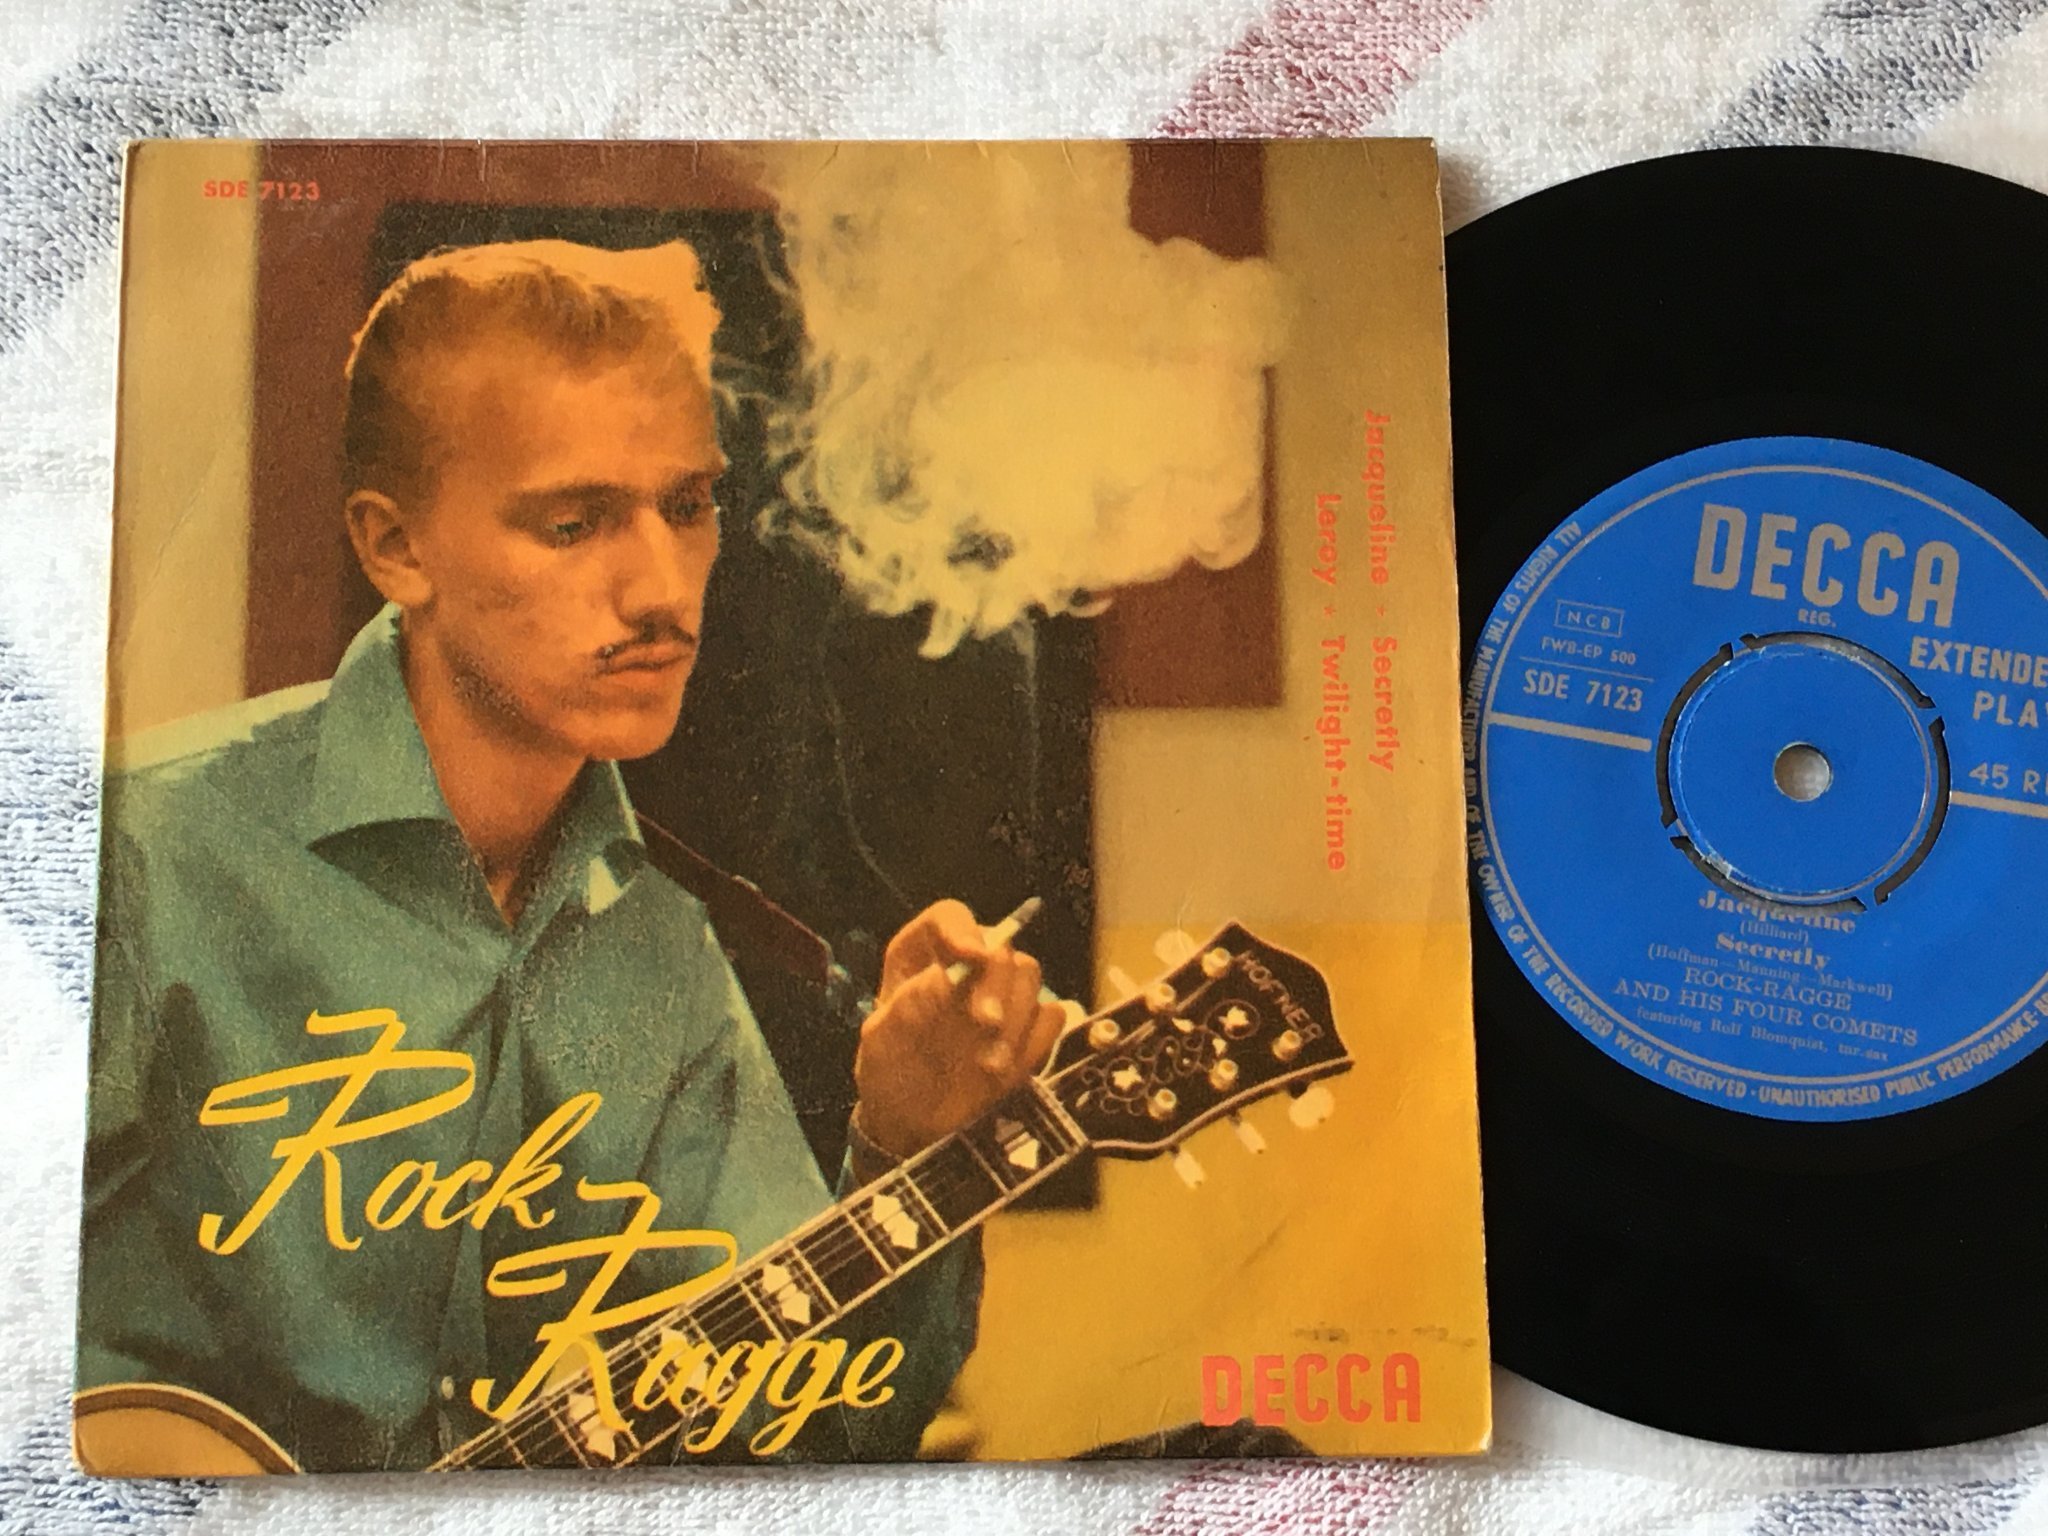 SDE 7123
Jacqueline * Secretly
Leroy * Twilight-time
HOFNER
Rock
Ragge
DECCA
DECCA
REG.
NCB
FWB-EP 500
SDE 7123
EXTENDE
PLAY
45 R
Jacqueline
(Hilliard)
Secretly
(Hoffman—Manning—Markwell)
ROCK-RAGGE
AND HIS FOUR COMETS
featuring Rolf Blomquist, tnr.sax
ALL RIGHTS OF THE MANUFACTURER AND OF THE OWNER OF THE RECORDED WORK RESERVED • UNAUTHORISED PUBLIC PERFORMANCE